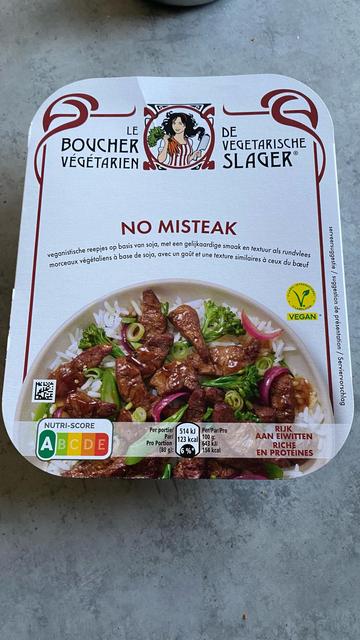 LE
BOUCHER
VÉGÉTARIEN
DE
VEGETARISCHE
SLAGER®
NO MISTEAK
veganistische reepjes op basis van soja, met een gelijkaardige smaak en textuur als rundvlees
morceaux végétaliens à base de soja, avec un goût et une texture similaires à ceux du bœuf
serveersuggestie / suggestion de présentation / Serviervorschlag
V
VEGAN
NUTRI-SCORE
A B C D E
Per portie/
Par/
Pro Portion
(80 g):
514 kJ
123 kcal
6 %*
Per/Par/Pro
100 g:
643 kJ
154 kcal
RIJK
AAN EIWITTEN
RICHE
EN PROTÉINES